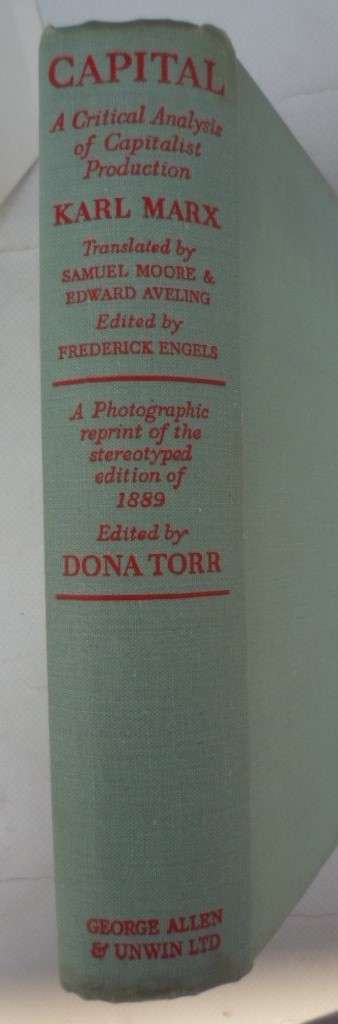 CAPITAL
A Critical Analysis
of Capitalist
Production
KARL MARX
Translated by
SAMUEL MOORE &
EDWARD AVELING
Edited by
FREDERICK ENGELS
A Photographic
reprint of the
stereotyped
edition of
1889
Edited by
DONA TORR
GEORGE ALLEN
& UNWIN LTD